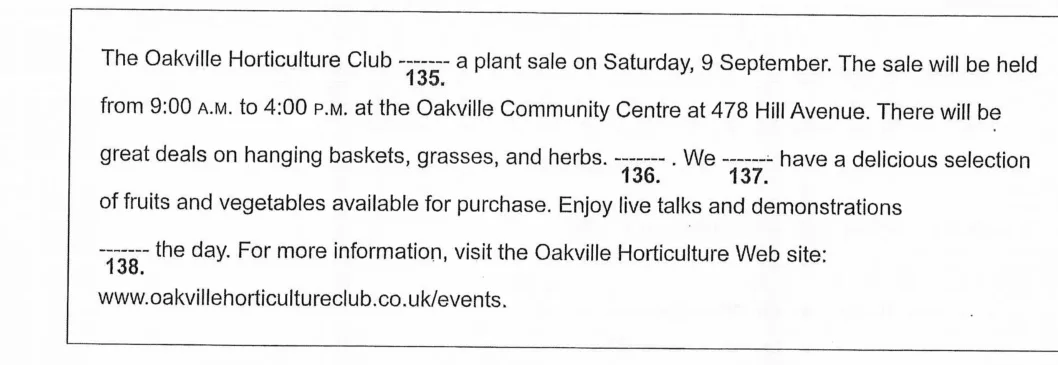 The Oakville Horticulture Club ------- a plant sale on Saturday, 9 September. The sale will be held
135.
from 9:00 A.M. to 4:00 P.M. at the Oakville Community Centre at 478 Hill Avenue. There will be
great deals on hanging baskets, grasses, and herbs. ------- . We ------- have a delicious selection
136. 137.
of fruits and vegetables available for purchase. Enjoy live talks and demonstrations
------- the day. For more information, visit the Oakville Horticulture Web site:
138.
www.oakvillehorticultureclub.co.uk/events.